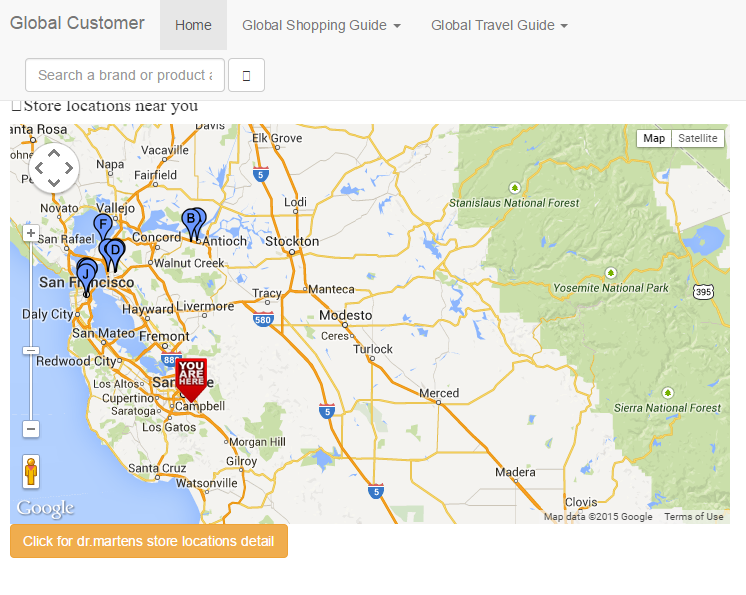 Global Customer Home Global Shopping Guide Global Travel Guide
Search a brand or product
Store locations near you
anta Rosa
Davis
Elk Grove
Map Satellite
Vacaville
Napa
Fairfield
5
Lodi
Stanislaus National Forest
Novato
Vallejo
F
B
San Rafael
Concord
Antioch
Stockton
D
Walnut Creek
J
San Francisco
Yosemite National Park
395
Tracy
Manteca
Daly City
Hayward
Livermore
580
Modesto
San Mateo
Fremont
Ceres
Turlock
Redwood City
880
YOU
ARE
HERE
Los Altos
San
Cupertino
Campbell
Saratoga
Merced
5
Sierra National Forest
Los Gatos
Morgan Hill
Gilroy
Santa Cruz
Watsonville
Madera
5
Clovis
Google
Map data ©2015 Google Terms of Use
Click for dr.martens store locations detail